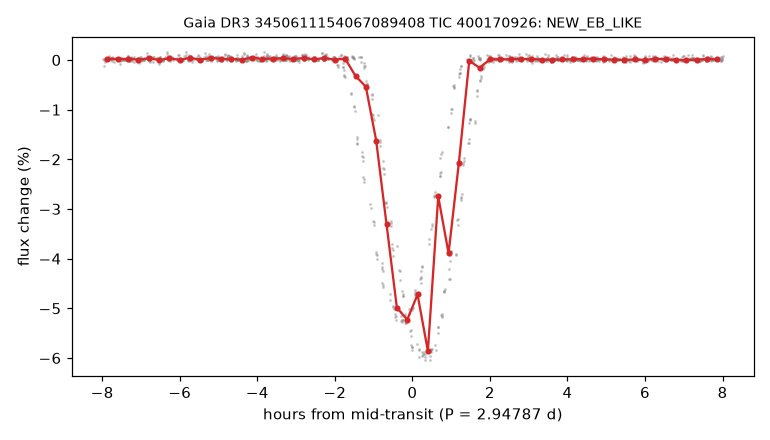 Gaia DR3 3450611154067089408 TIC 400170926: NEW_EB_LIKE
0
−1
−2
−3
−4
−5
−6
flux change (%)
−8 −6 −4 −2 0 2 4 6 8
hours from mid-transit (P = 2.94787 d)